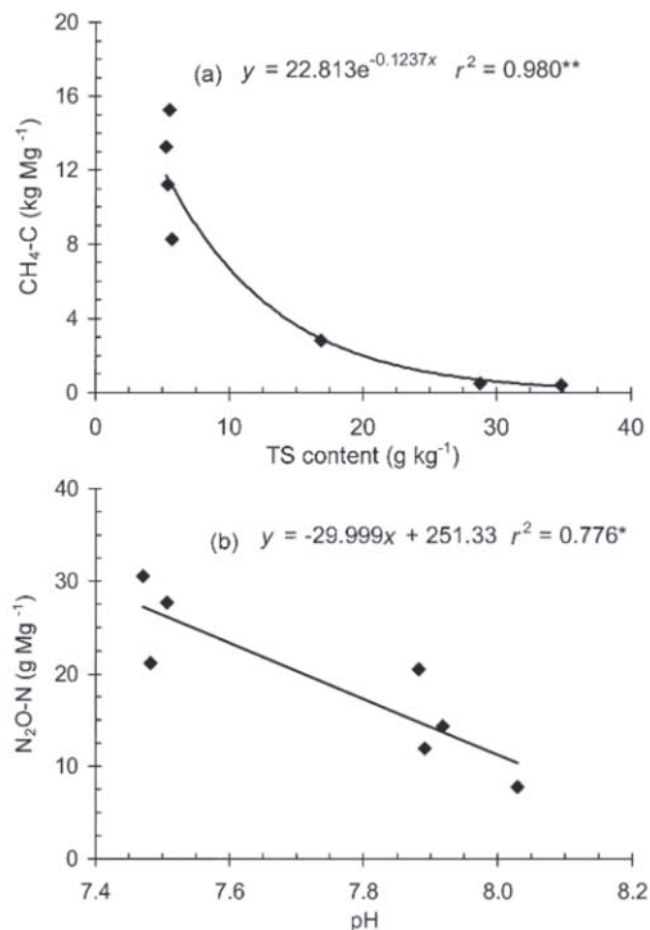 20
(a) y = 22.813e⁻⁰·¹²³⁷ˣ r² = 0.980**
16
12
8
4
0
CH₄-C (kg Mg⁻¹)
0 10 20 30 40
TS content (g kg⁻¹)
40
(b) y = -29.999x + 251.33 r² = 0.776*
30
20
10
0
N₂O-N (g Mg⁻¹)
7.4 7.6 7.8 8.0 8.2
pH